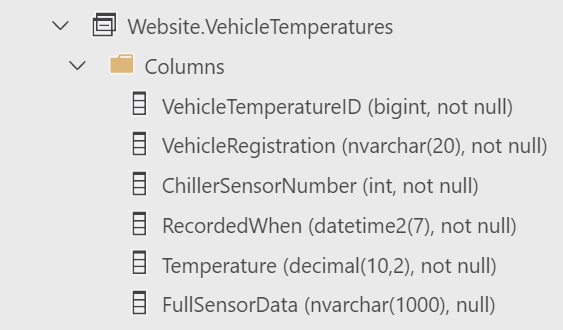 Website.VehicleTemperatures
Columns
VehicleTemperatureID (bigint, not null)
VehicleRegistration (nvarchar(20), not null)
ChillerSensorNumber (int, not null)
RecordedWhen (datetime2(7), not null)
Temperature (decimal(10,2), not null)
FullSensorData (nvarchar(1000), null)